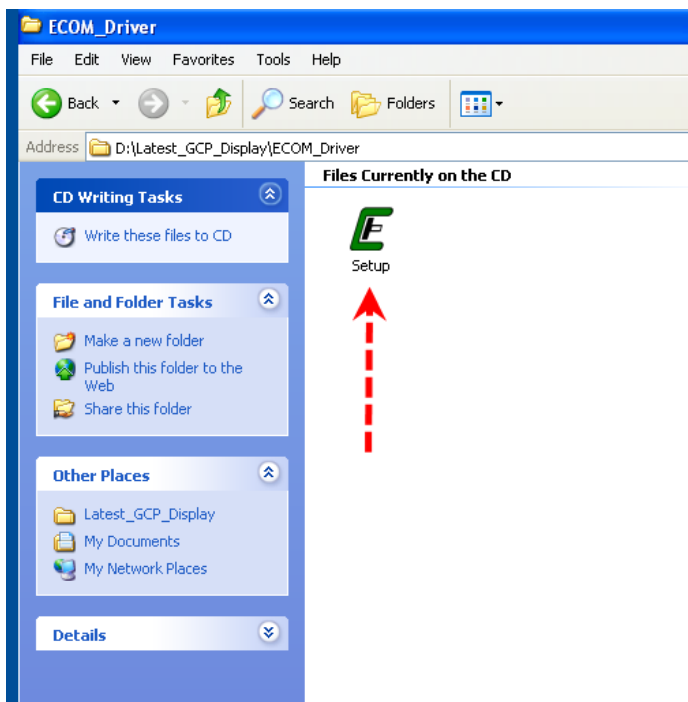 ECOM_Driver
File Edit View Favorites Tools Help
Back Search Folders
Address D:\Latest_GCP_Display\ECOM_Driver
Files Currently on the CD
CD Writing Tasks
Write these files to CD
Setup
File and Folder Tasks
Make a new folder
Publish this folder to the
Web
Share this folder
Other Places
Latest_GCP_Display
My Documents
My Network Places
Details